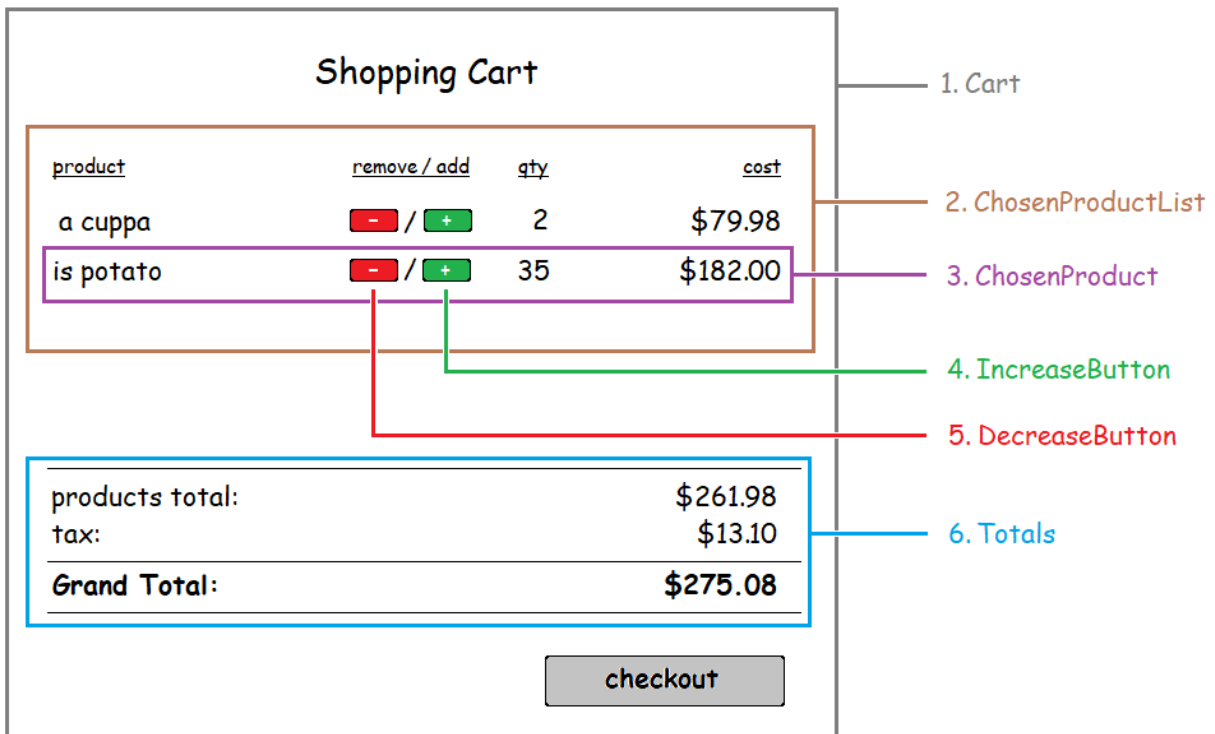 Shopping Cart
1. Cart
product remove / add qty cost
2. ChosenProductList
a cuppa - / + 2 $79.98
is potato - / + 35 $182.00
3. ChosenProduct
4. IncreaseButton
5. DecreaseButton
products total: $261.98
tax: $13.10
6. Totals
Grand Total: $275.08
checkout